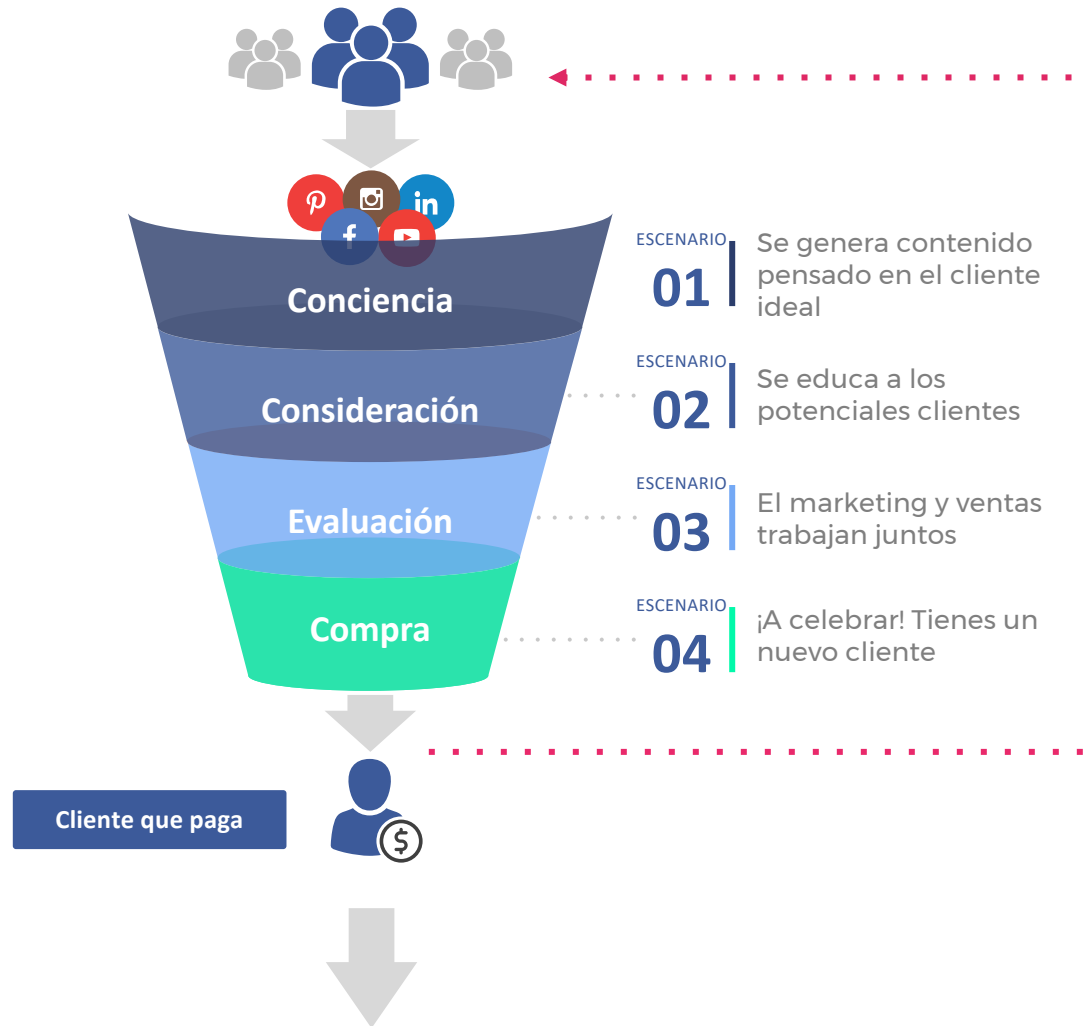 Conciencia
ESCENARIO
01
Se genera contenido
pensado en el cliente
ideal
Consideración
ESCENARIO
02
Se educa a los
potenciales clientes
Evaluación
ESCENARIO
03
El marketing y ventas
trabajan juntos
Compra
ESCENARIO
04
¡A celebrar! Tienes un
nuevo cliente
Cliente que paga
$